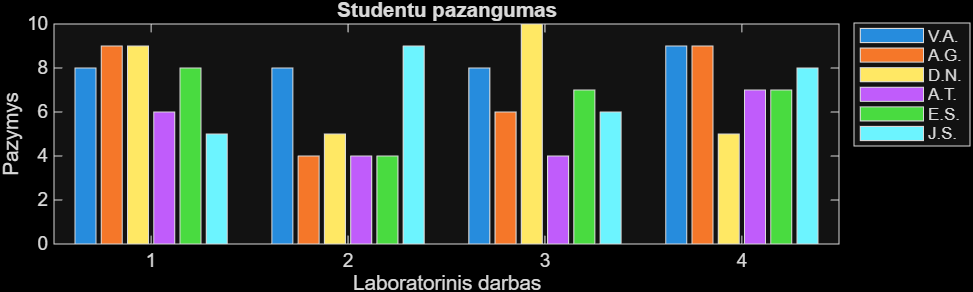 Studentu pazangumas
Pazymys
10
8
6
4
2
0
1 2 3 4
Laboratorinis darbas
V.A.
A.G.
D.N.
A.T.
E.S.
J.S.